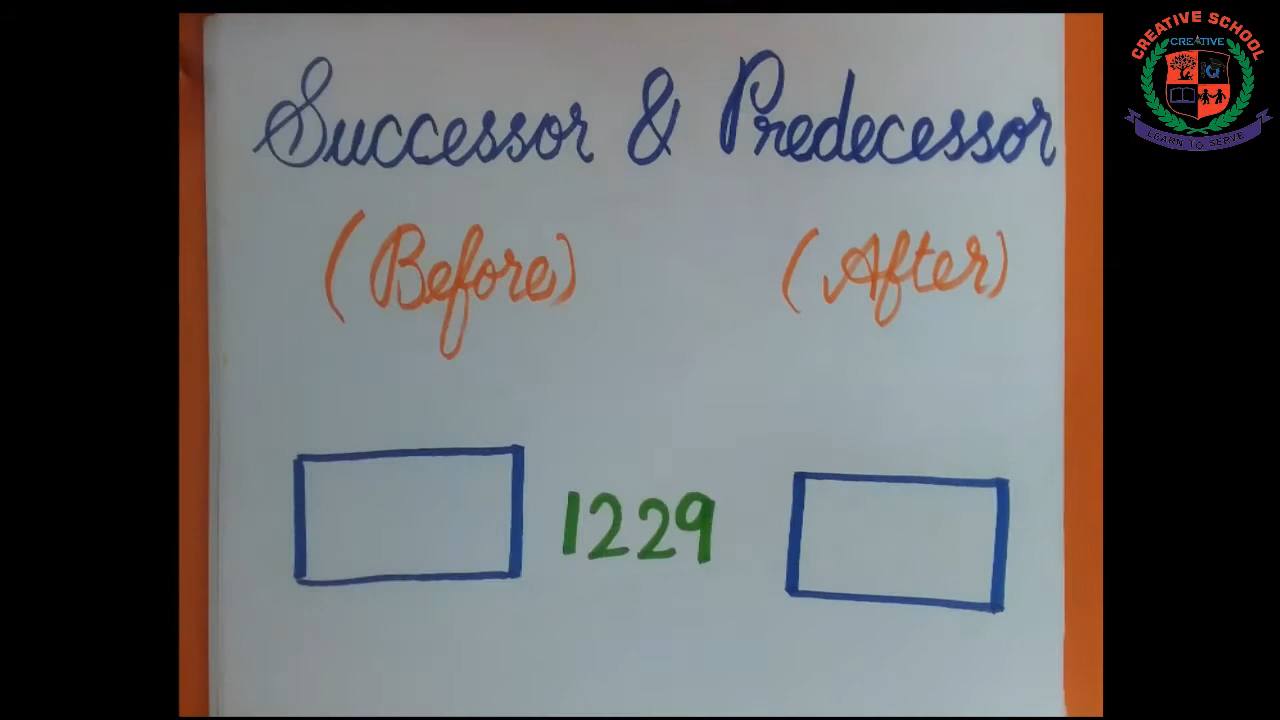 CREATIVE SCHOOL
CREATIVE
LEARN TO SERVE
Successor & Predecessor
(Before) (After)
1229